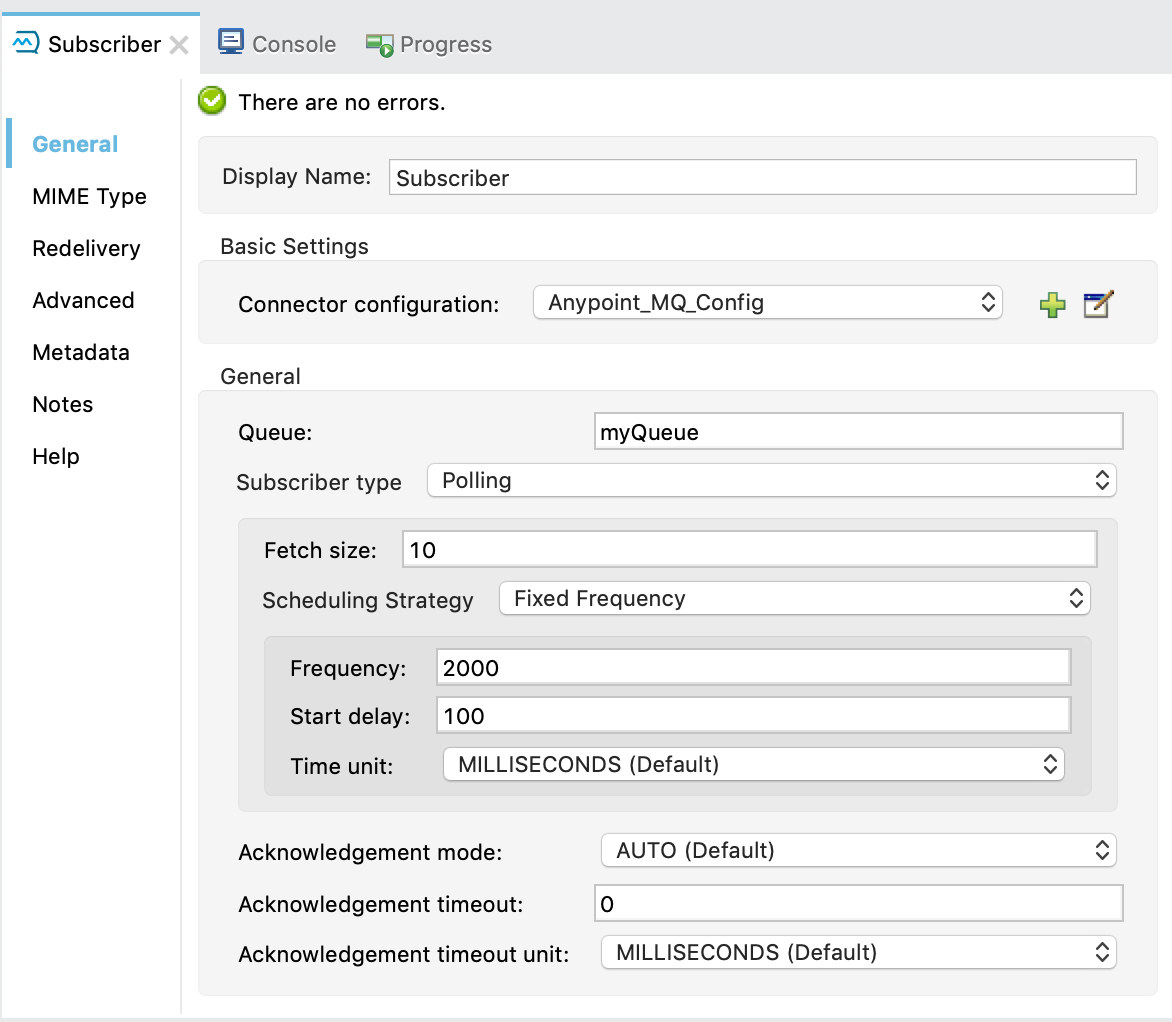 Subscriber Console Progress
There are no errors.
General
MIME Type
Redelivery
Advanced
Metadata
Notes
Help
Display Name: Subscriber
Basic Settings
Connector configuration: Anypoint_MQ_Config
General
Queue: myQueue
Subscriber type Polling
Fetch size: 10
Scheduling Strategy Fixed Frequency
Frequency: 2000
Start delay: 100
Time unit: MILLISECONDS (Default)
Acknowledgement mode: AUTO (Default)
Acknowledgement timeout: 0
Acknowledgement timeout unit: MILLISECONDS (Default)